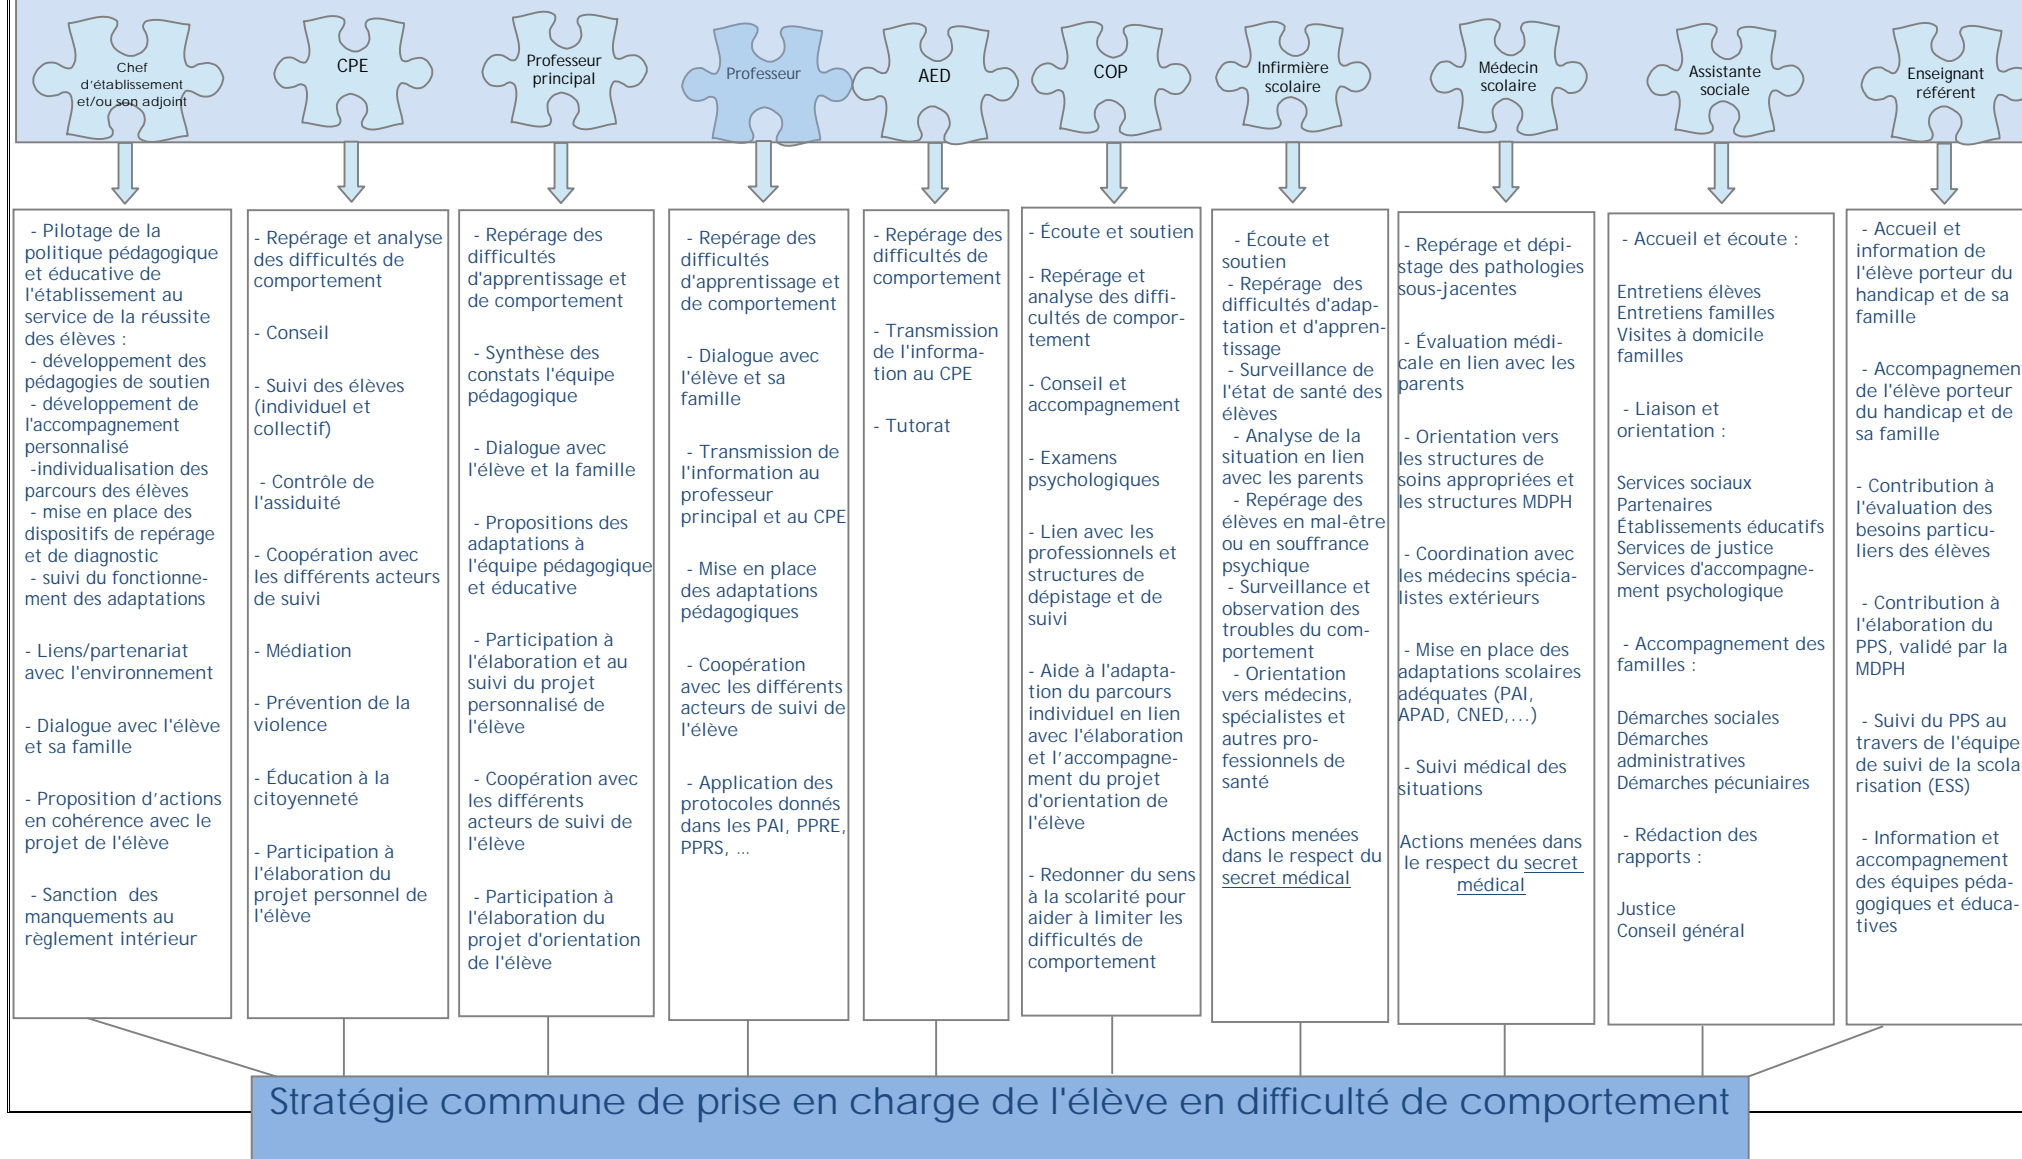 Chef
d'établissement
et/ou son adjoint
CPE
Professeur
principal
Professeur
AED
COP
Infirmière
scolaire
Médecin
scolaire
Assistante
sociale
Enseignant
référent
- Pilotage de la
politique pédagogique
et éducative de
l'établissement au
service de la réussite
des élèves :
- développement des
pédagogies de soutien
- développement de
l'accompagnement
personnalisé
-individualisation des
parcours des élèves
- mise en place des
dispositifs de repérage
et de diagnostic
- suivi du fonctionne-
ment des adaptations
- Liens/partenariat
avec l'environnement
- Dialogue avec l'élève
et sa famille
- Proposition d'actions
en cohérence avec le
projet de l'élève
- Sanction des
manquements au
règlement intérieur
- Repérage et analyse
des difficultés de
comportement
- Conseil
- Suivi des élèves
(individuel et
collectif)
- Contrôle de
l'assiduité
- Coopération avec
les différents acteurs
de suivi
- Médiation
- Prévention de la
violence
- Éducation à la
citoyenneté
- Participation à
l'élaboration du
projet personnel de
l'élève
- Repérage des
difficultés
d'apprentissage et
de comportement
- Synthèse des
constats l'équipe
pédagogique
- Dialogue avec
l'élève et la famille
- Propositions des
adaptations à
l'équipe pédagogique
et éducative
- Participation à
l'élaboration et au
suivi du projet
personnalisé de
l'élève
- Coopération avec
les différents
acteurs de suivi de
l'élève
- Participation à
l'élaboration du
projet d'orientation
de l'élève
- Repérage des
difficultés
d'apprentissage et
de comportement
- Dialogue avec
l'élève et sa
famille
- Transmission de
l'information au
professeur
principal et au CPE
- Mise en place
des adaptations
pédagogiques
- Coopération
avec les différents
acteurs de suivi de
l'élève
- Application des
protocoles donnés
dans les PAI, PPRE,
PPRS, ...
- Repérage des
difficultés de
comportement
- Transmission
de l'informa-
tion au CPE
- Tutorat
- Écoute et soutien
- Repérage et
analyse des diffi-
cultés de compor-
tement
- Conseil et
accompagnement
- Examens
psychologiques
- Lien avec les
professionnels et
structures de
dépistage et de
suivi
- Aide à l'adapta-
tion du parcours
individuel en lien
avec l'élaboration
et l'accompagne-
ment du projet
d'orientation de
l'élève
- Redonner du sens
à la scolarité pour
aider à limiter les
difficultés de
comportement
- Écoute et
soutien
- Repérage des
difficultés d'adap-
tation et d'appren-
tissage
- Surveillance de
l'état de santé des
élèves
- Analyse de la
situation en lien
avec les parents
- Repérage des
élèves en mal-être
ou en souffrance
psychique
- Surveillance et
observation des
troubles du com-
portement
- Orientation
vers médecins,
spécialistes et
autres pro-
fessionnels de
santé
Actions menées
dans le respect du
secret médical
- Repérage et dépi-
stage des pathologies
sous-jacentes
- Évaluation médi-
cale en lien avec les
parents
- Orientation vers
les structures de
soins appropriées et
les structures MDPH
- Coordination avec
les médecins spécia-
listes extérieurs
- Mise en place des
adaptations scolaires
adéquates (PAI,
APAD, CNED,...)
- Suivi médical des
situations
Actions menées dans
le respect du secret
médical
- Accueil et écoute :
Entretiens élèves
Entretiens familles
Visites à domicile
familles
- Liaison et
orientation :
Services sociaux
Partenaires
Établissements éducatifs
Services de justice
Services d'accompagne-
ment psychologique
- Accompagnement des
familles :
Démarches sociales
Démarches
administratives
Démarches pécuniaires
- Rédaction des
rapports :
Justice
Conseil général
- Accueil et
information de
l'élève porteur du
handicap et de sa
famille
- Accompagnement
de l'élève porteur
du handicap et de
sa famille
- Contribution à
l'évaluation des
besoins particu-
liers des élèves
- Contribution à
l'élaboration du
PPS, validé par la
MDPH
- Suivi du PPS au
travers de l'équipe
de suivi de la scola-
risation (ESS)
- Information et
accompagnement
des équipes péda-
gogiques et éduca-
tives
Stratégie commune de prise en charge de l'élève en difficulté de comportement